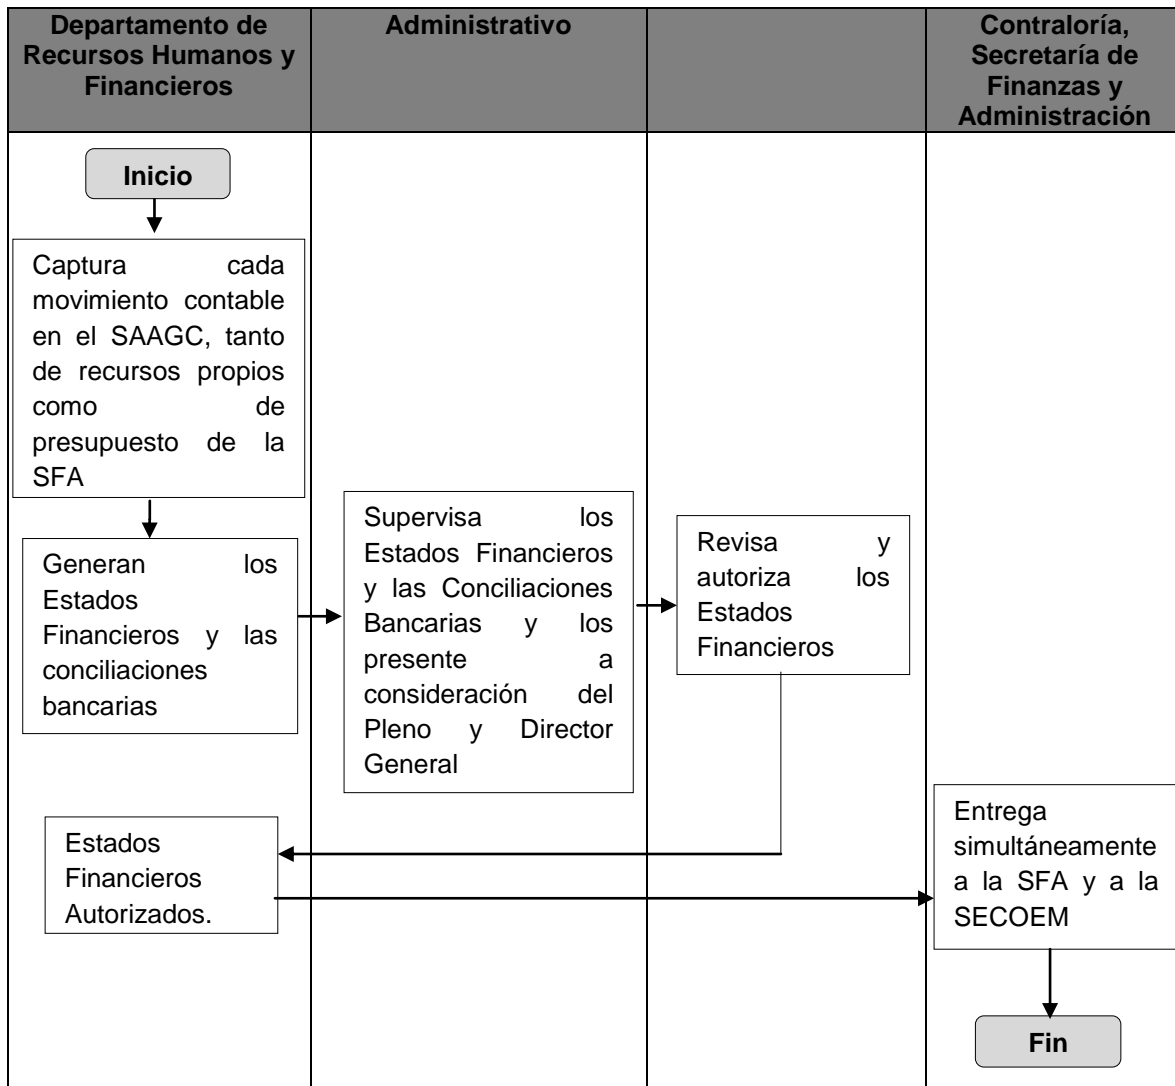 Departamento de
Recursos Humanos y
Financieros
Administrativo
Contraloría,
Secretaría de
Finanzas y
Administración
Inicio
Captura cada
movimiento contable
en el SAAGC, tanto
de recursos propios
como de
presupuesto de la
SFA
Generan los
Estados
Financieros y las
conciliaciones
bancarias
Supervisa los
Estados Financieros
y las Conciliaciones
Bancarias y los
presente a
consideración del
Pleno y Director
General
Revisa y
autoriza los
Estados
Financieros
Estados
Financieros
Autorizados.
Entrega
simultáneamente
a la SFA y a la
SECOEM
Fin